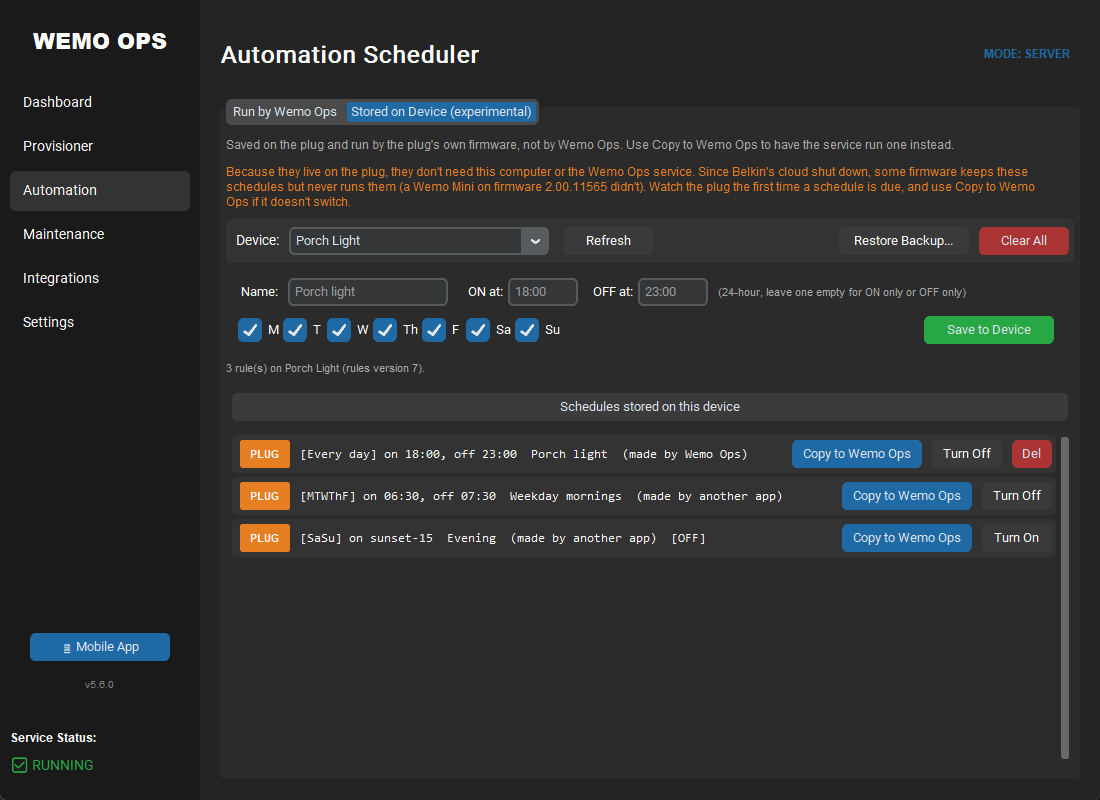 WEMO OPS
Dashboard
Provisioner
Automation
Maintenance
Integrations
Settings
Mobile App
v5.6.0
Service Status:
RUNNING
Automation Scheduler
MODE: SERVER
Run by Wemo Ops Stored on Device (experimental)
Saved on the plug and run by the plug's own firmware, not by Wemo Ops. Use Copy to Wemo Ops to have the service run one instead.
Because they live on the plug, they don't need this computer or the Wemo Ops service. Since Belkin's cloud shut down, some firmware keeps these
schedules but never runs them (a Wemo Mini on firmware 2.00.11565 didn't). Watch the plug the first time a schedule is due, and use Copy to Wemo
Ops if it doesn't switch.
Device: Porch Light Refresh Restore Backup... Clear All
Name: Porch light ON at: 18:00 OFF at: 23:00 (24-hour, leave one empty for ON only or OFF only)
M T W Th F Sa Su Save to Device
3 rule(s) on Porch Light (rules version 7).
Schedules stored on this device
PLUG [Every day] on 18:00, off 23:00 Porch light (made by Wemo Ops) Copy to Wemo Ops Turn Off Del
PLUG [MTWThF] on 06:30, off 07:30 Weekday mornings (made by another app) Copy to Wemo Ops Turn Off
PLUG [SaSu] on sunset-15 Evening (made by another app) [OFF] Copy to Wemo Ops Turn On